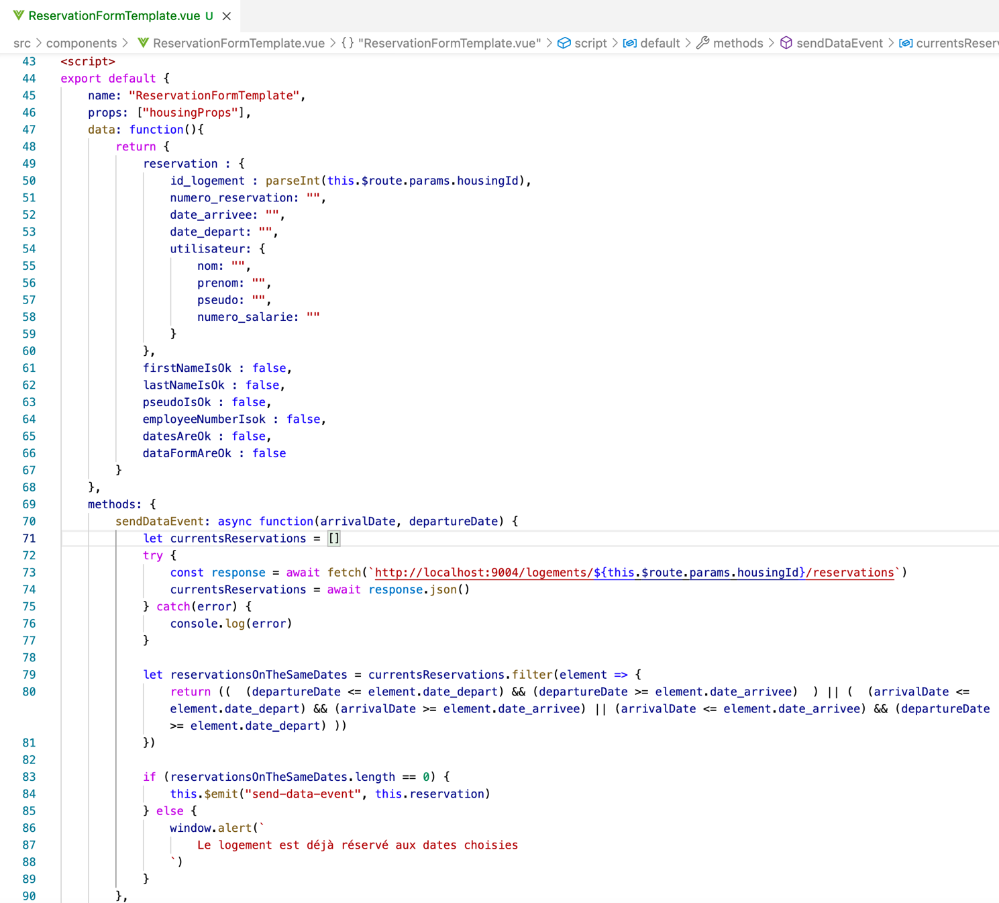 ReservationFormTemplate.vue U ×
src > components > ReservationFormTemplate.vue > {} "ReservationFormTemplate.vue" > script > default > methods > sendDataEvent > currentsReser
43 <script>
44 export default {
45     name: "ReservationFormTemplate",
46     props: ["housingProps"],
47     data: function(){
48         return {
49             reservation : {
50                 id_logement : parseInt(this.$route.params.housingId),
51                 numero_reservation: "",
52                 date_arrivee: "",
53                 date_depart: "",
54                 utilisateur: {
55                     nom: "",
56                     prenom: "",
57                     pseudo: "",
58                     numero_salarie: ""
59                 }
60             },
61             firstNameIsOk : false,
62             lastNameIsOk : false,
63             pseudoIsOk : false,
64             employeeNumberIsok : false,
65             datesAreOk : false,
66             dataFormAreOk : false
67         }
68     },
69     methods: {
70         sendDataEvent: async function(arrivalDate, departureDate) {
71             let currentsReservations = []
72             try {
73                 const response = await fetch(`http://localhost:9004/logements/${this.$route.params.housingId}/reservations`)
74                 currentsReservations = await response.json()
75             } catch(error) {
76                 console.log(error)
77             }
78
79             let reservationsOnTheSameDates = currentsReservations.filter(element => {
80                 return ((  (departureDate <= element.date_depart) && (departureDate >= element.date_arrivee)  ) || (  (arrivalDate <=
                element.date_depart) && (arrivalDate >= element.date_arrivee) || (arrivalDate <= element.date_arrivee) && (departureDate
                >= element.date_depart) ))
81             })
82
83             if (reservationsOnTheSameDates.length == 0) {
84                 this.$emit("send-data-event", this.reservation)
85             } else {
86                 window.alert(`
87                     Le logement est déjà réservé aux dates choisies
88                 `)
89             }
90         },